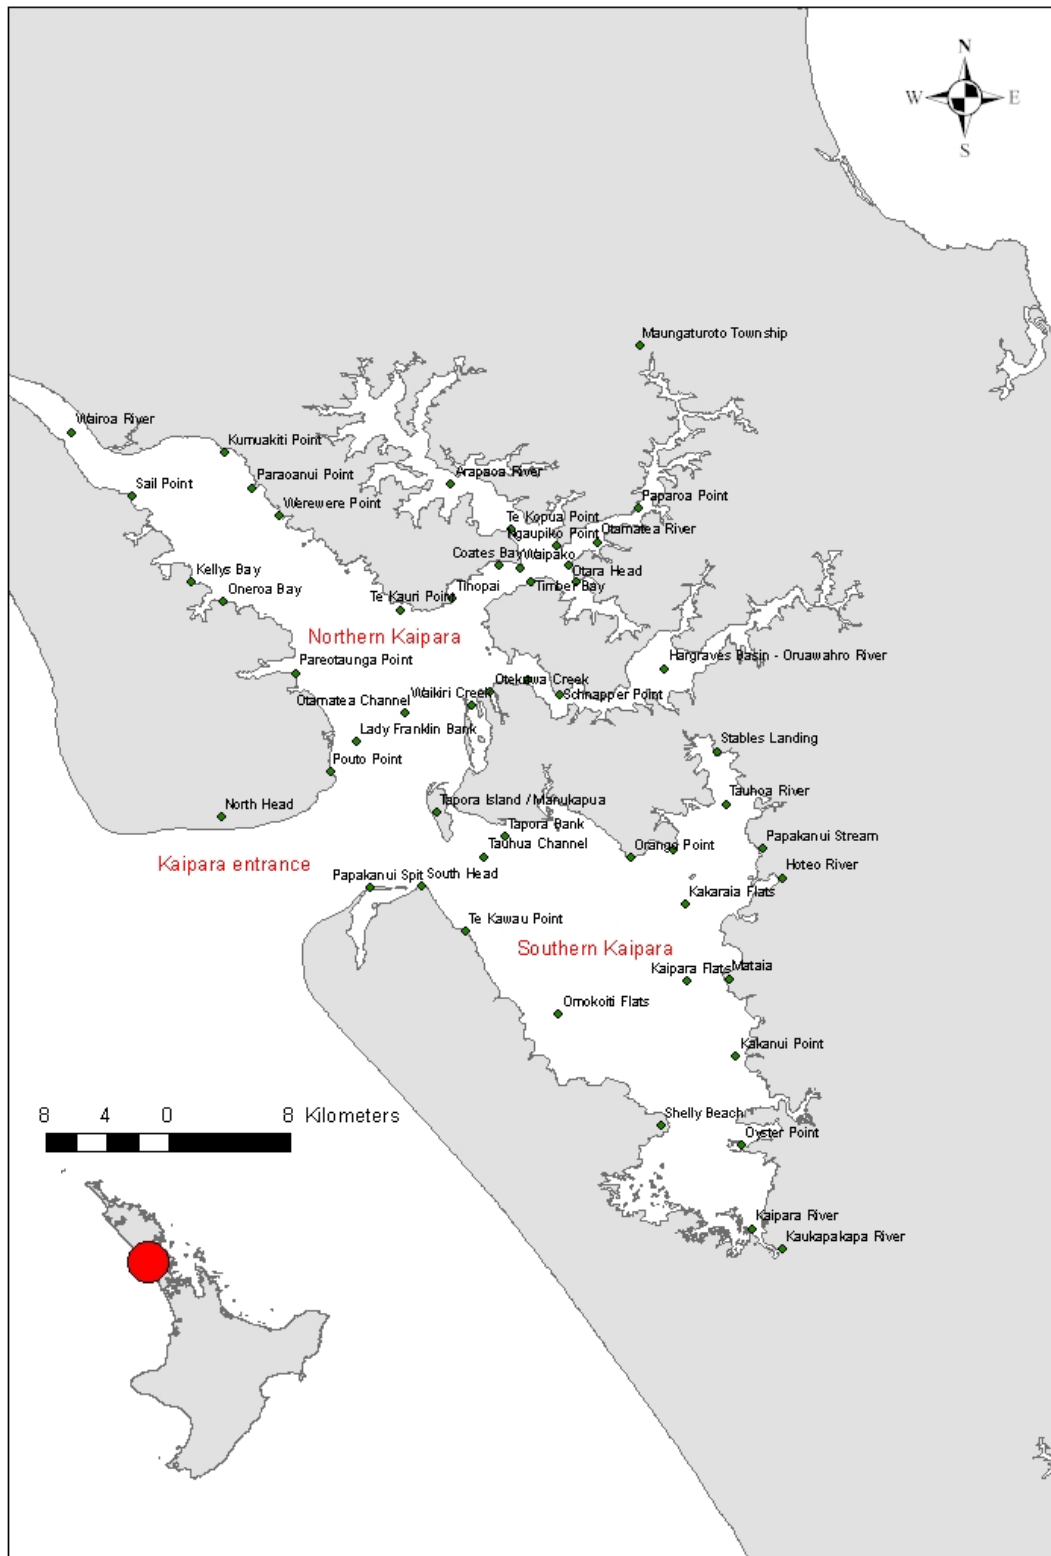 N
W E
S
Maungaturoto Township
Wairoa River
Kumuakiti Point
Paraoanui Point
Arapaoa River
Sail Point
Paparoa Point
Werewere Point
Te Kopua Point
Otamatea River
Ngaupiko Point
Coates Bay
Waipako
Otara Head
Kellys Bay
Tinopai
Timber Bay
Oneroa Bay
Te Kauri Point
Northern Kaipara
Pareotaunga Point
Hargraves Basin - Oruawahro River
Otekawa Creek
Otamatea Channel
Waikiri Creek
Schnapper Point
Lady Franklin Bank
Stables Landing
Pouto Point
Tauhoa River
North Head
Tapora Island / Manukapua
Tapora Bank
Papakanui Stream
Tauhua Channel
Orango Point
Kaipara entrance
Hoteo River
Papakanui Spit
South Head
Kakaraia Flats
Te Kawau Point
Southern Kaipara
Kaipara Flats
Mataia
Omokoiti Flats
Kakanui Point
8 4 0 8 Kilometers
Shelly Beach
Oyster Point
Kaipara River
Kaukapakapa River